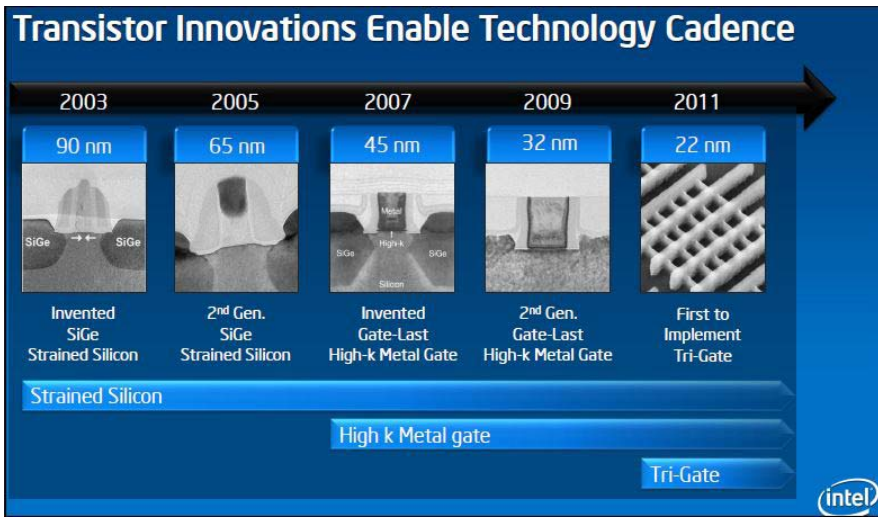 Transistor Innovations Enable Technology Cadence
2003
2005
2007
2009
2011
90 nm
65 nm
45 nm
32 nm
22 nm
SiGe
SiGe
Metal
High-k
SiGe
SiGe
Silicon
Invented
SiGe
Strained Silicon
2nd Gen.
SiGe
Strained Silicon
Invented
Gate-Last
High-k Metal Gate
2nd Gen.
Gate-Last
High-k Metal Gate
First to
Implement
Tri-Gate
Strained Silicon
High k Metal gate
Tri-Gate
intel